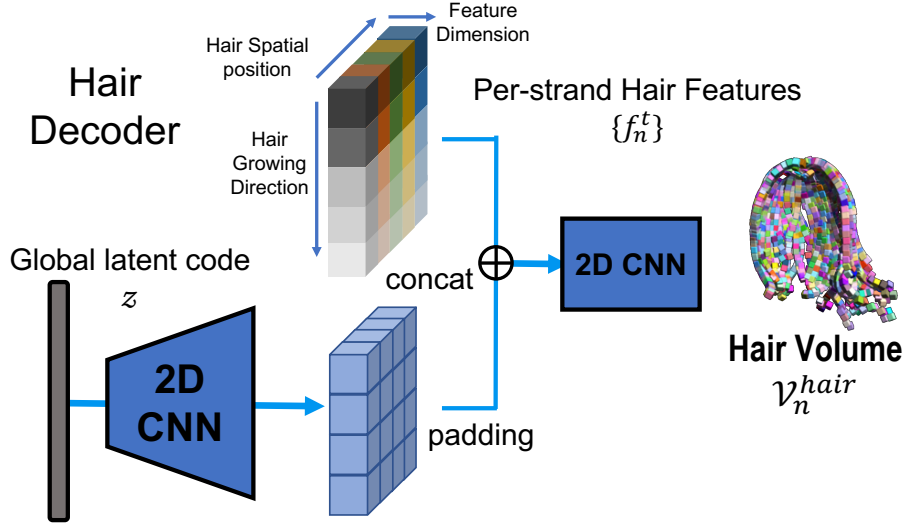 Hair
Decoder
Hair Spatial
position
Feature
Dimension
Hair
Growing
Direction
Per-strand Hair Features
{f_n^t}
Global latent code
z
2D
CNN
concat
padding
2D CNN
Hair Volume
𝒱_n^{hair}